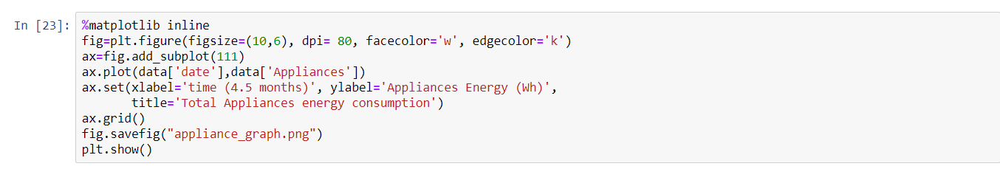 In [23]: %matplotlib inline
fig=plt.figure(figsize=(10,6), dpi= 80, facecolor='w', edgecolor='k')
ax=fig.add_subplot(111)
ax.plot(data['date'],data['Appliances'])
ax.set(xlabel='time (4.5 months)', ylabel='Appliances Energy (Wh)',
       title='Total Appliances energy consumption')
ax.grid()
fig.savefig("appliance_graph.png")
plt.show()